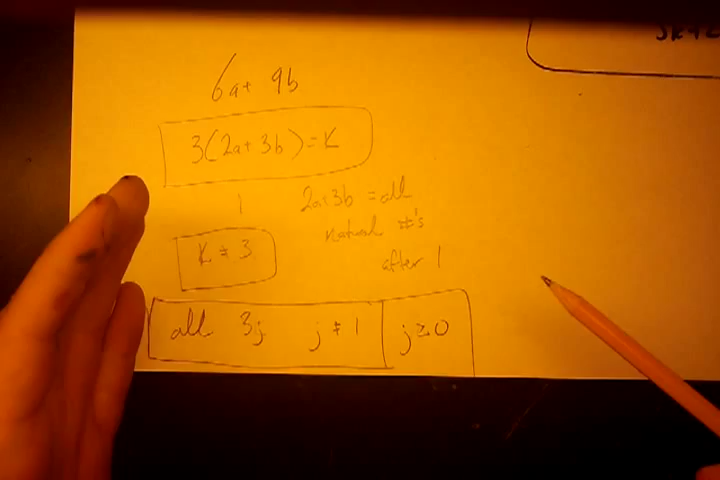 6a+ 9b
3(2a+3b)=K
1
2a+3b = all
natural #'s
after 1
K ≠ 3
all 3j j ≠ 1 j ≥ 0